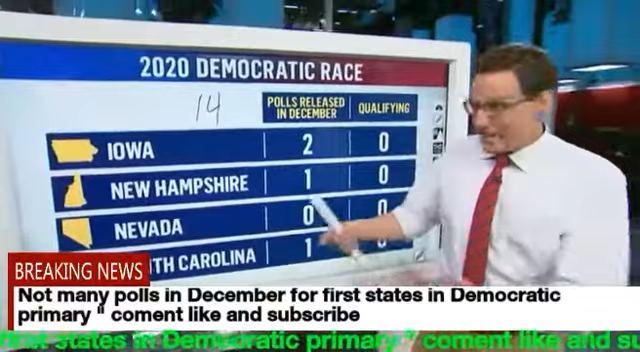 2020 DEMOCRATIC RACE
14
POLLS RELEASED
IN DECEMBER
QUALIFYING
IOWA 2 0
NEW HAMPSHIRE 1 0
NEVADA 0
TH CAROLINA 1 0
BREAKING NEWS
Not many polls in December for first states in Democratic
primary " coment like and subscribe
first states in Democratic primary " coment like and su